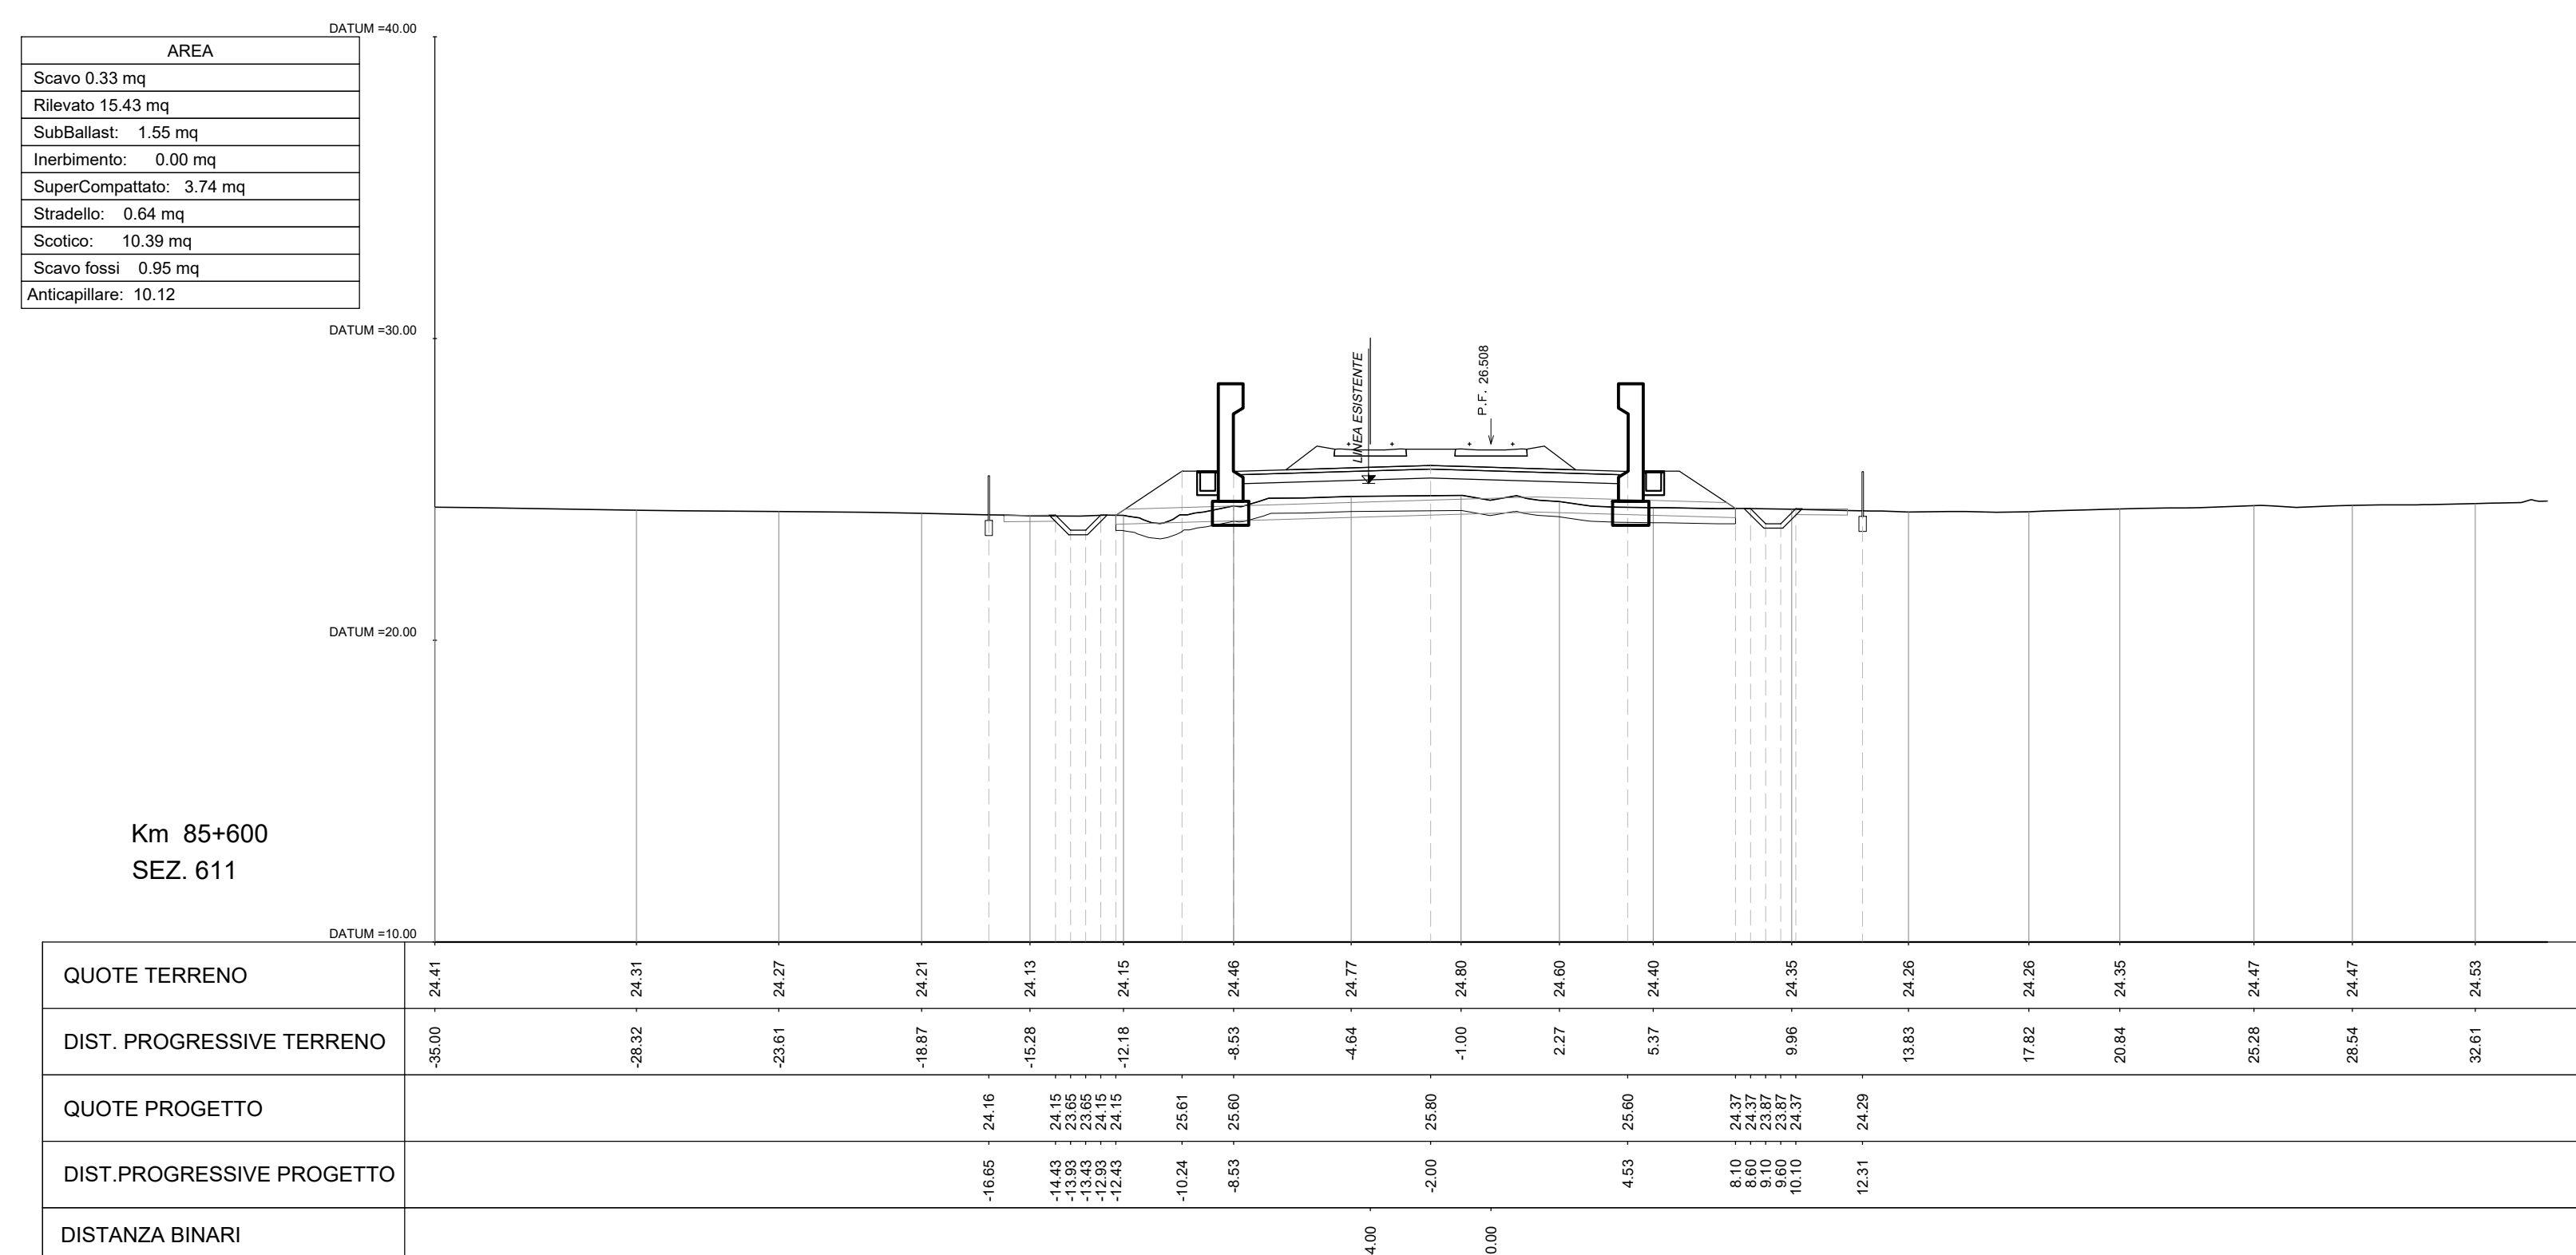 DATUM =40.00
AREA
Scavo 0.33 mq
Rilevato 15.43 mq
SubBallast: 1.55 mq
Inerbimento: 0.00 mq
SuperCompattato: 3.74 mq
Stradello: 0.64 mq
Scotico: 10.39 mq
Scavo fossi 0.95 mq
Anticapillare: 10.12
DATUM =30.00
LINEA ESISTENTE
P.F. 26.508
DATUM =20.00
Km 85+600
SEZ. 611
DATUM =10.00
QUOTE TERRENO 24.41 24.31 24.27 24.21 24.13 24.15 24.46 24.77 24.80 24.60 24.40 24.35 24.26 24.26 24.35 24.47 24.47 24.53
DIST. PROGRESSIVE TERRENO -35.00 -28.32 -23.61 -18.87 -15.28 -12.18 -8.53 -4.64 -1.00 2.27 5.37 9.96 13.83 17.82 20.84 25.28 28.54 32.61
QUOTE PROGETTO 24.16 24.15 23.65 23.65 24.15 24.15 25.61 25.60 25.80 25.60 24.37 24.37 23.87 23.87 24.37 24.29
DIST.PROGRESSIVE PROGETTO -16.65 -14.43 -13.93 -13.43 -12.93 -12.43 -10.24 -8.53 -2.00 4.53 8.10 8.60 9.10 9.60 10.10 12.31
DISTANZA BINARI 4.00 0.00